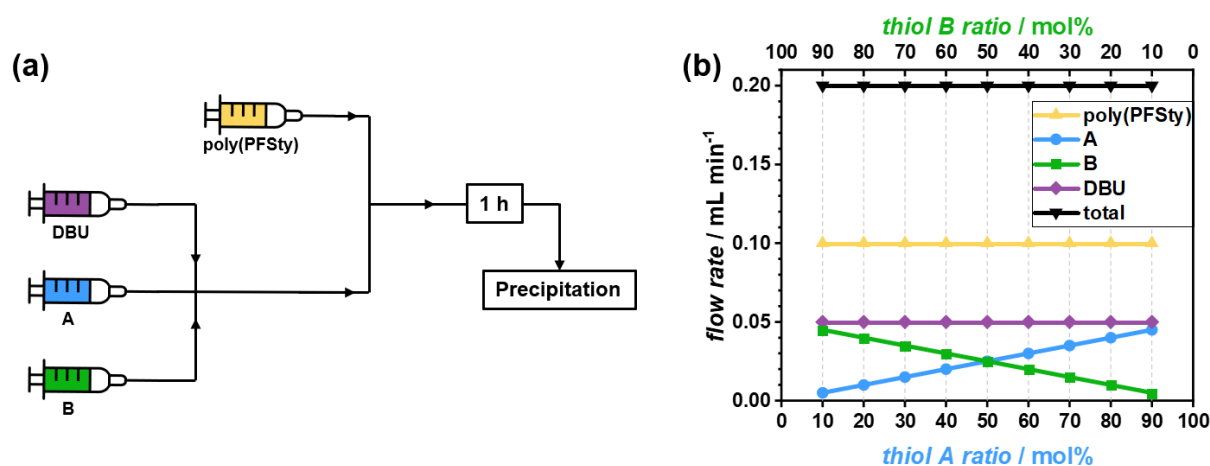 (a)
poly(PFSty)
DBU
A
B
1 h
Precipitation
(b)
thiol B ratio / mol%
100 90 80 70 60 50 40 30 20 10 0
flow rate / mL min⁻¹
0.20
0.15
0.10
0.05
0.00
poly(PFSty)
A
B
DBU
total
0 10 20 30 40 50 60 70 80 90 100
thiol A ratio / mol%